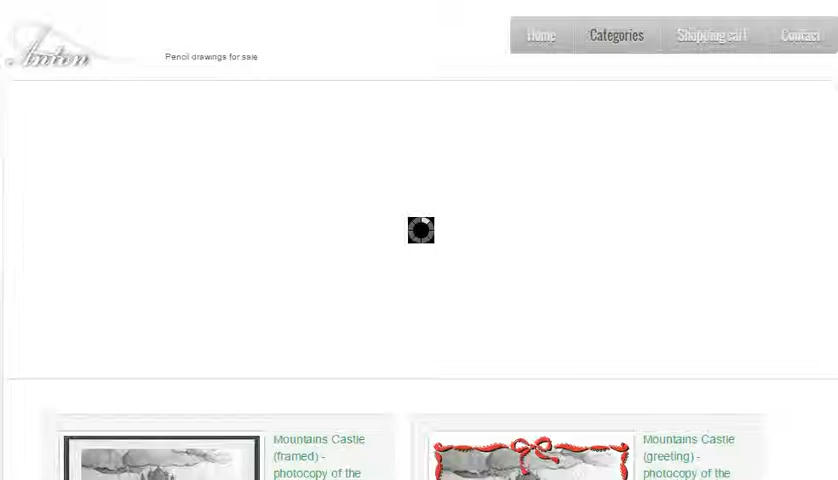 Anton
Pencil drawings for sale
Home Categories Shopping cart Contact
Mountains Castle
(framed) -
photocopy of the
Mountains Castle
(greeting) -
photocopy of the